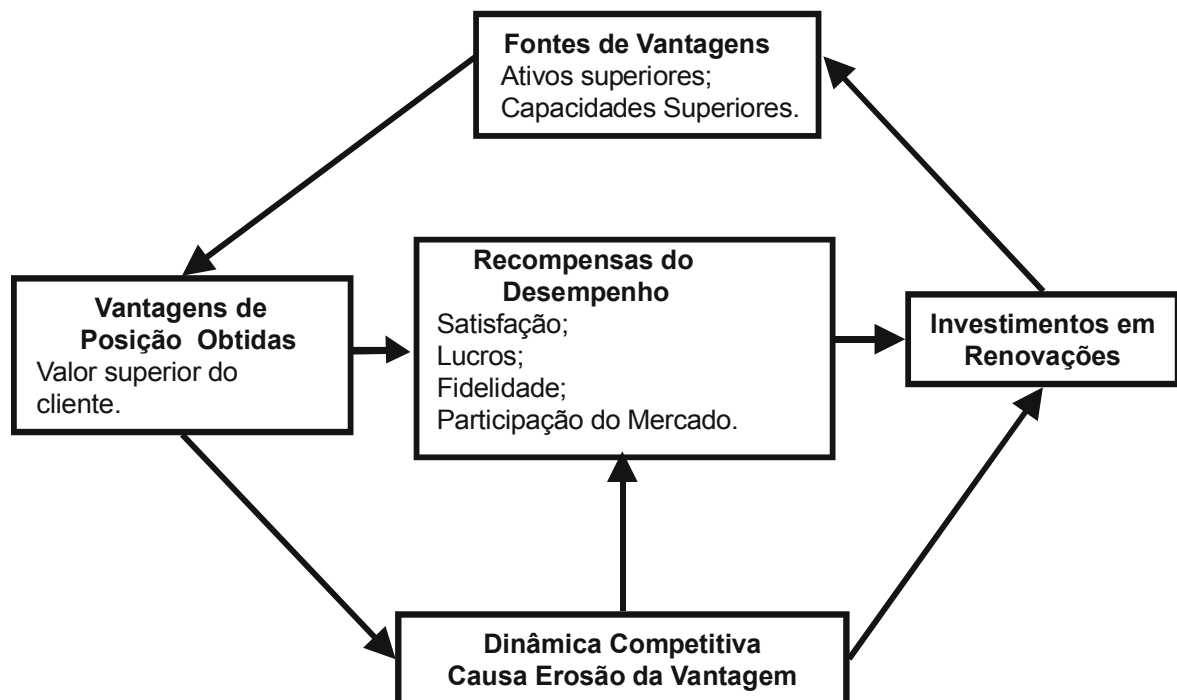 Fontes de Vantagens
Ativos superiores;
Capacidades Superiores.
Vantagens de
Posição Obtidas
Valor superior do
cliente.
Recompensas do
Desempenho
Satisfação;
Lucros;
Fidelidade;
Participação do Mercado.
Investimentos em
Renovações
Dinâmica Competitiva
Causa Erosão da Vantagem